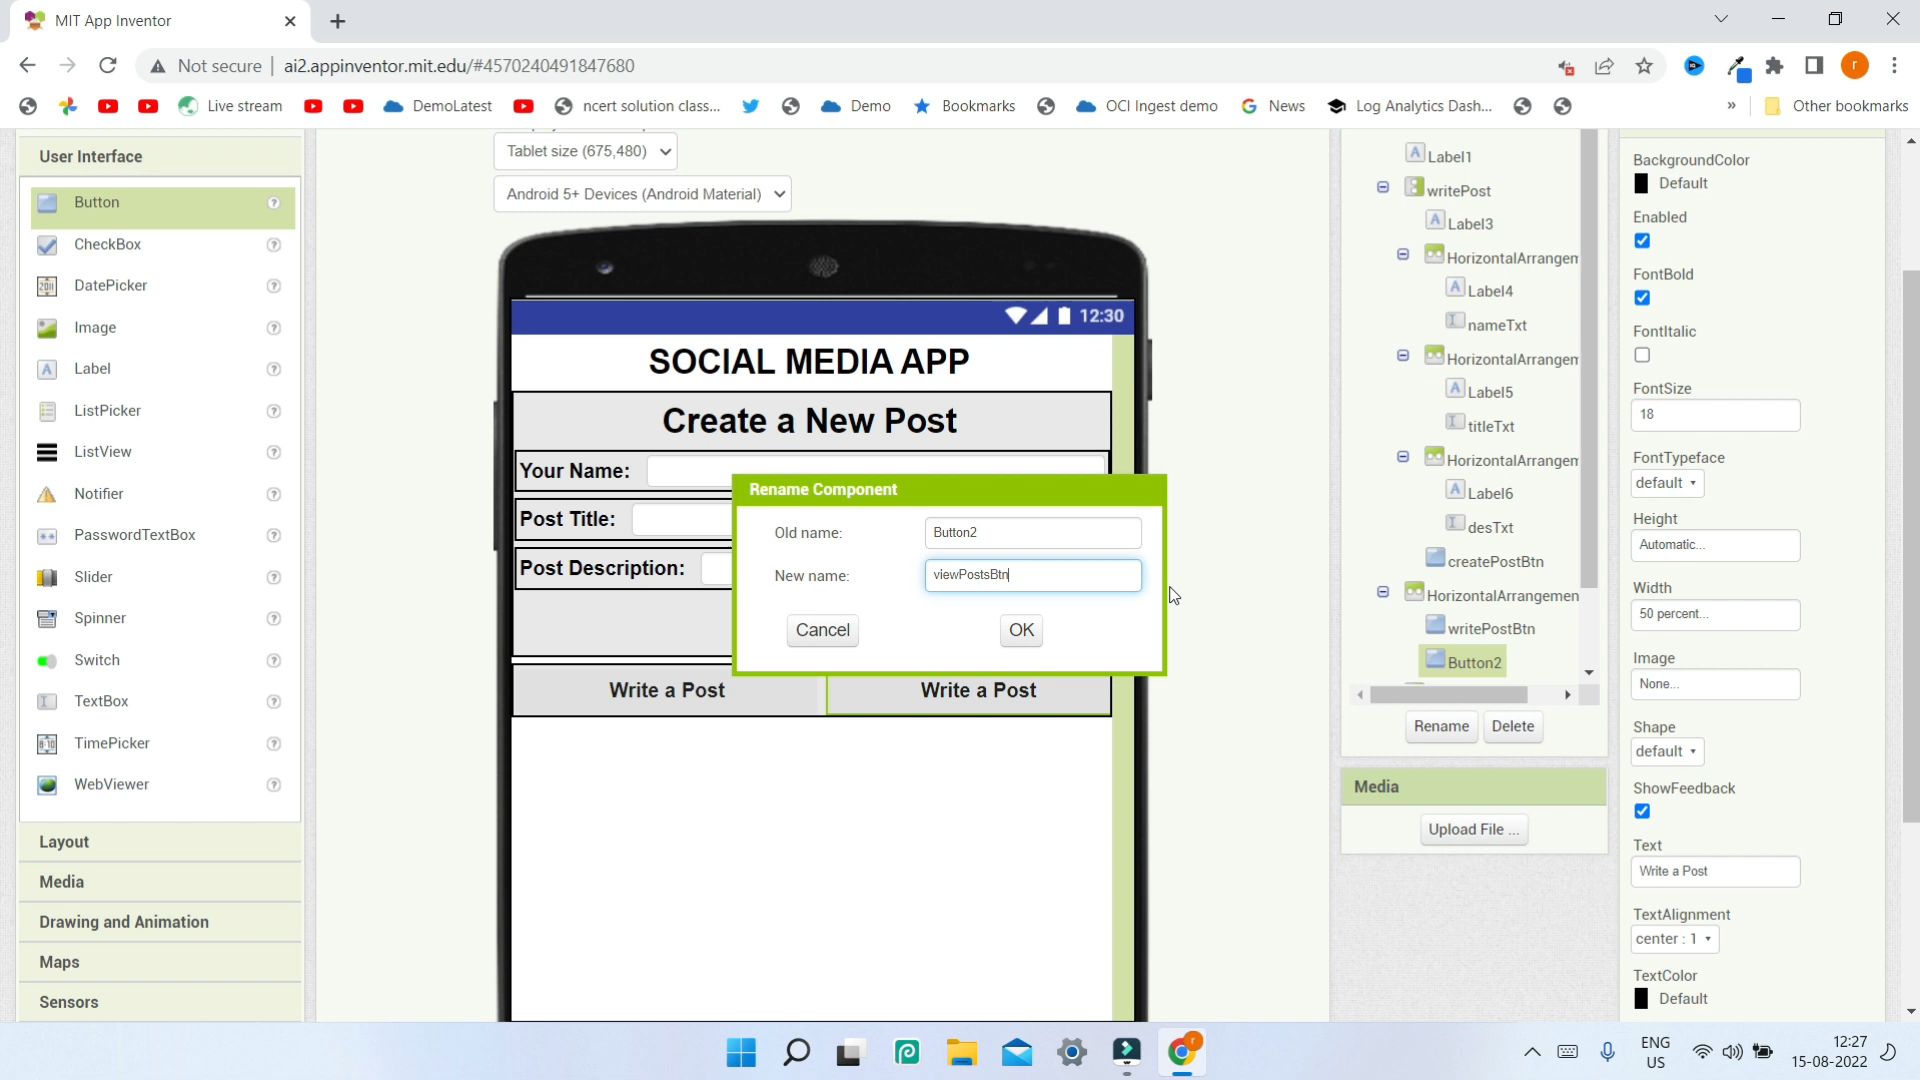 MIT App Inventor
Not secure | ai2.appinventor.mit.edu/#4570240491847680
Live stream DemoLatest ncert solution class... Demo Bookmarks OCI Ingest demo News Log Analytics Dash... » Other bookmarks
User Interface
Button
CheckBox
DatePicker
Image
Label
ListPicker
ListView
Notifier
PasswordTextBox
Slider
Spinner
Switch
TextBox
TimePicker
WebViewer
Layout
Media
Drawing and Animation
Maps
Sensors
Tablet size (675,480)
Android 5+ Devices (Android Material)
12:30
SOCIAL MEDIA APP
Create a New Post
Your Name:
Post Title:
Post Description:
Write a Post Write a Post
Rename Component
Old name: Button2
New name: viewPostsBtn
Cancel OK
Label1
writePost
Label3
HorizontalArrangem
Label4
nameTxt
HorizontalArrangem
Label5
titleTxt
HorizontalArrangem
Label6
desTxt
createPostBtn
HorizontalArrangemen
writePostBtn
Button2
Rename Delete
Media
Upload File ...
BackgroundColor
Default
Enabled
FontBold
FontItalic
FontSize
18
FontTypeface
default
Height
Automatic...
Width
50 percent...
Image
None...
Shape
default
ShowFeedback
Text
Write a Post
TextAlignment
center : 1
TextColor
Default
ENG
US
12:27
15-08-2022